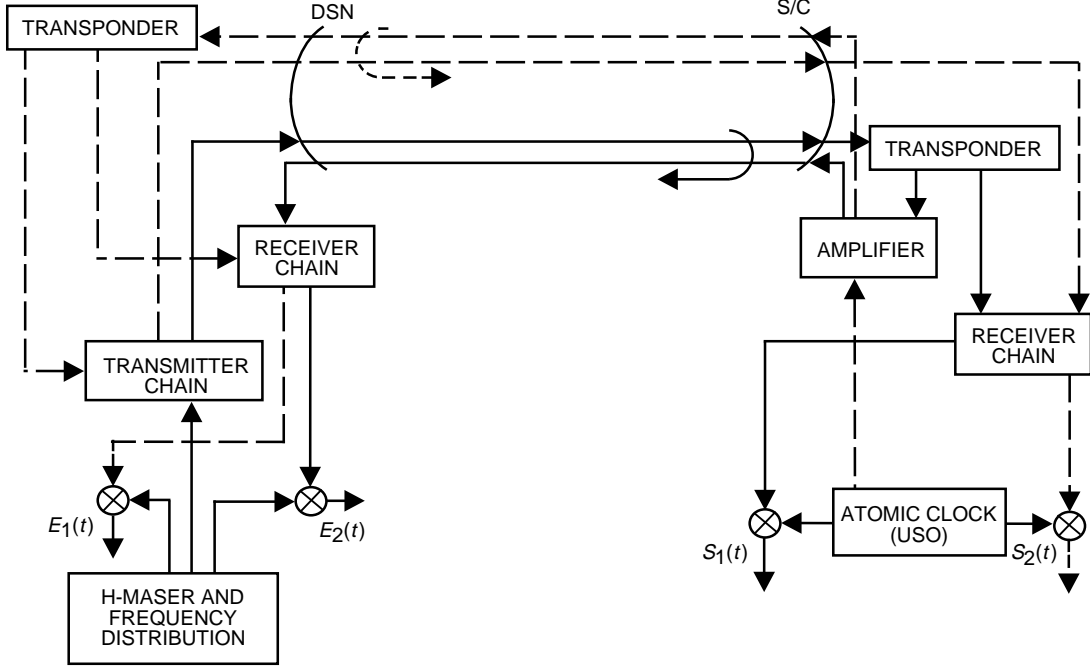 DSN
S/C
TRANSPONDER
TRANSPONDER
RECEIVER
CHAIN
AMPLIFIER
TRANSMITTER
CHAIN
RECEIVER
CHAIN
E1(t)
E2(t)
S1(t)
ATOMIC CLOCK
(USO)
S2(t)
H-MASER AND
FREQUENCY
DISTRIBUTION